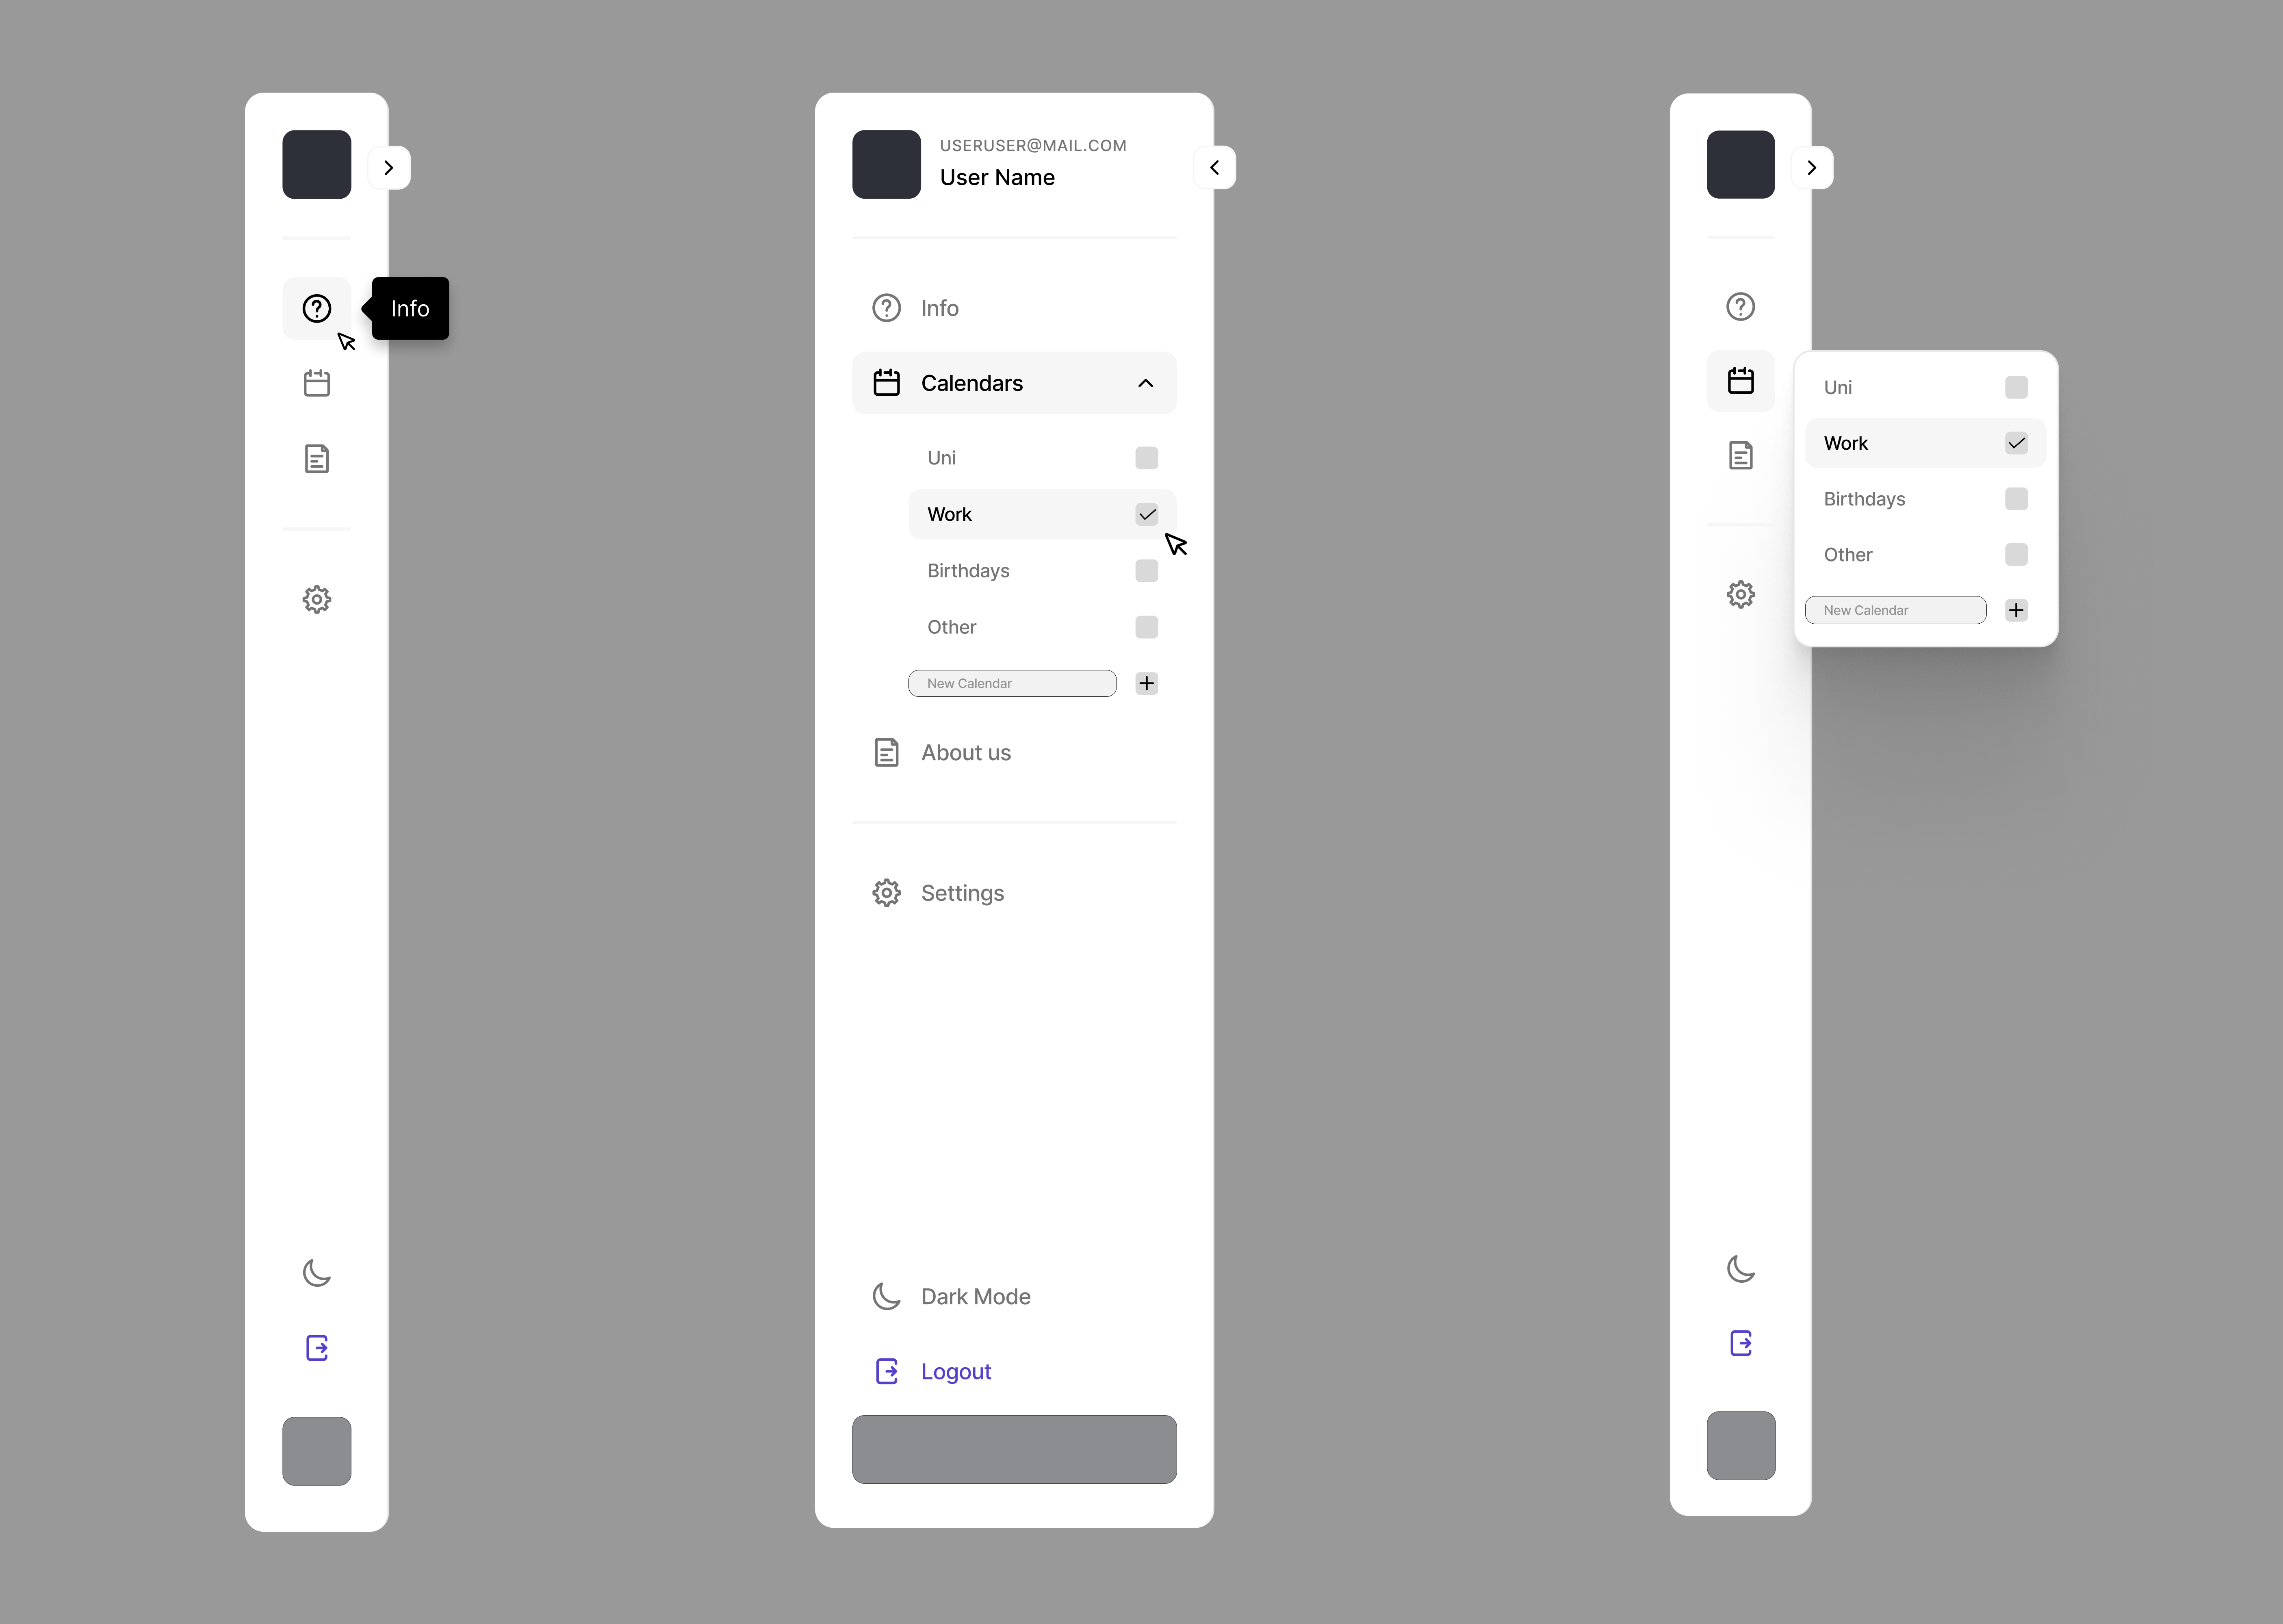 Info
USERUSER@MAIL.COM
User Name
Info
Calendars
Uni
Work
Birthdays
Other
New Calendar
About us
Settings
Dark Mode
Logout
Uni
Work
Birthdays
Other
New Calendar